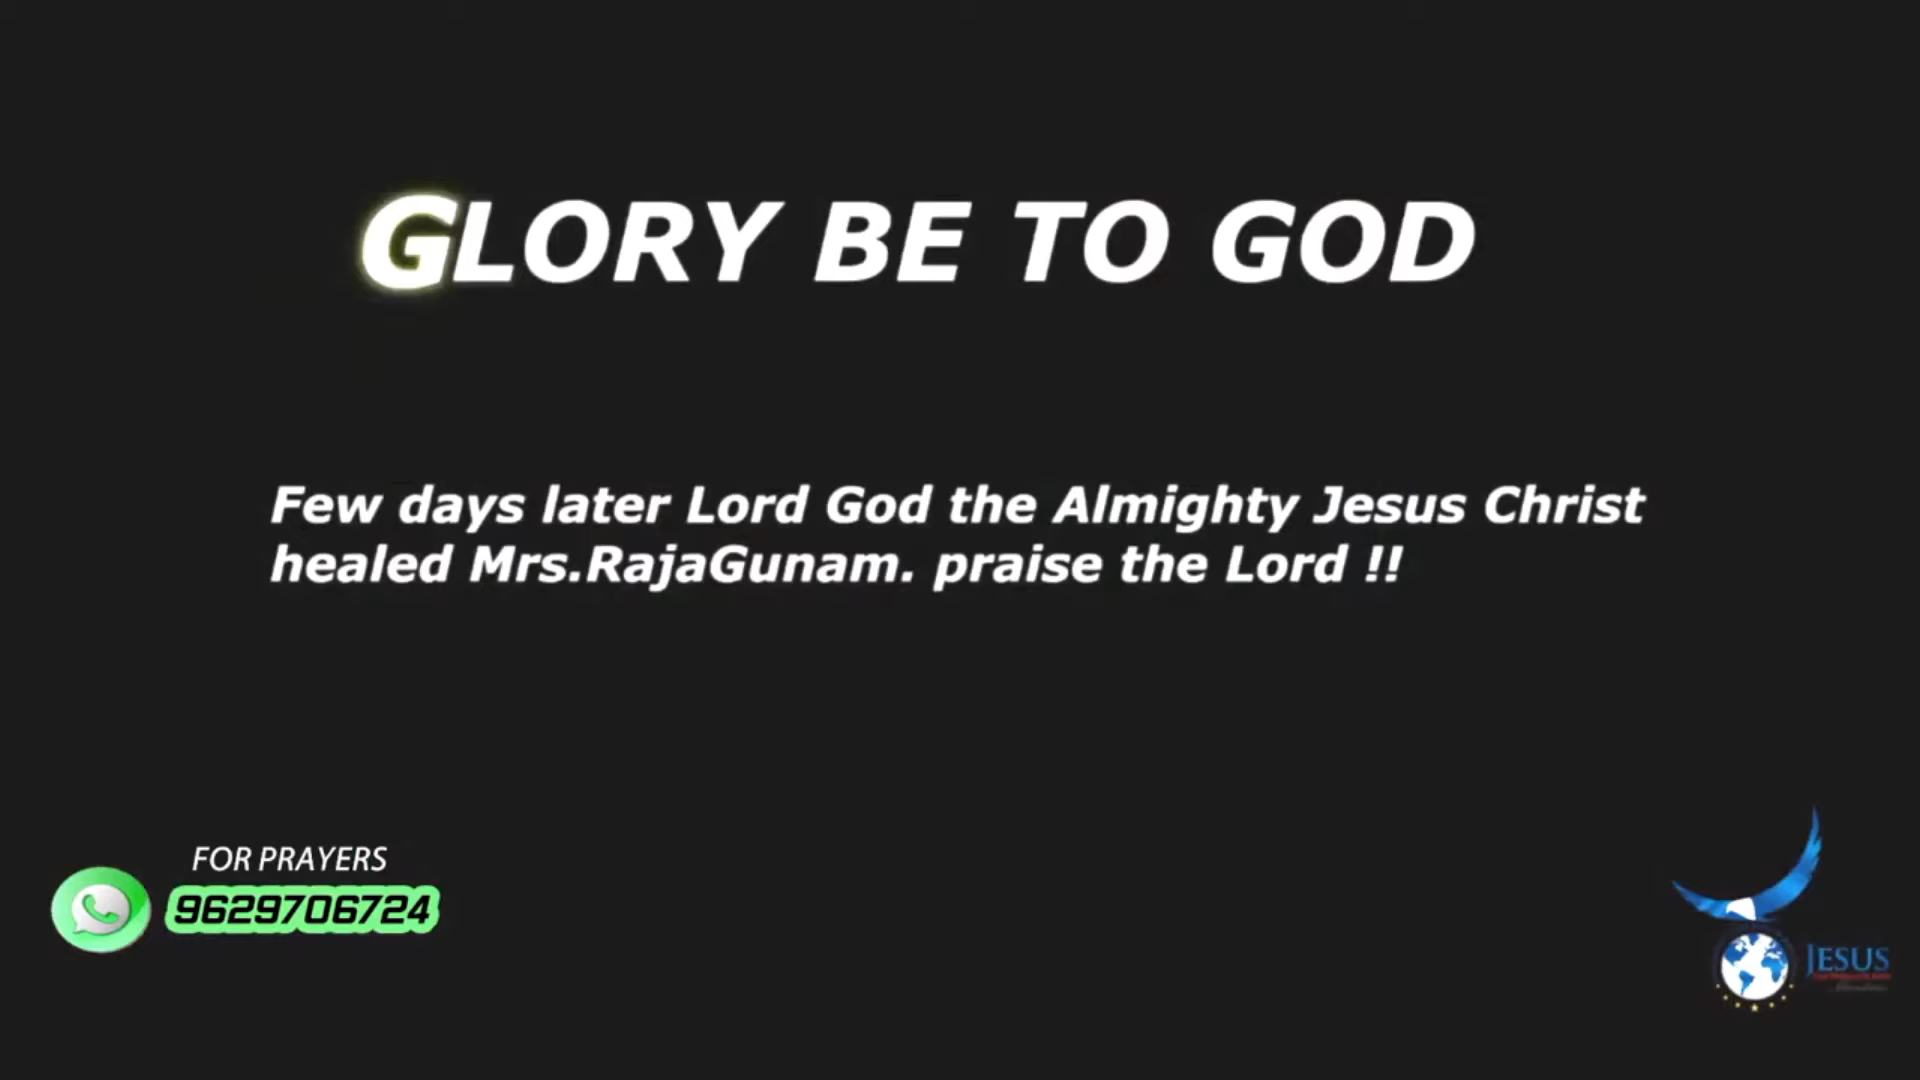 GLORY BE TO GOD
Few days later Lord God the Almighty Jesus Christ
healed Mrs.RajaGunam. praise the Lord !!
FOR PRAYERS
9629706724
JESUS